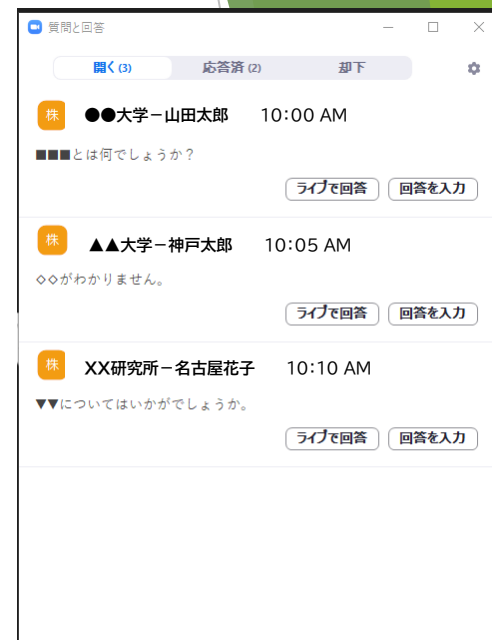 質問と回答
開く(3) 応答済(2) 却下
株 ●●大学－山田太郎 10:00 AM
■■■とは何でしょうか？
ライブで回答 回答を入力
株 ▲▲大学－神戸太郎 10:05 AM
◇◇がわかりません。
ライブで回答 回答を入力
株 XX研究所－名古屋花子 10:10 AM
▼▼についてはいかがでしょうか。
ライブで回答 回答を入力